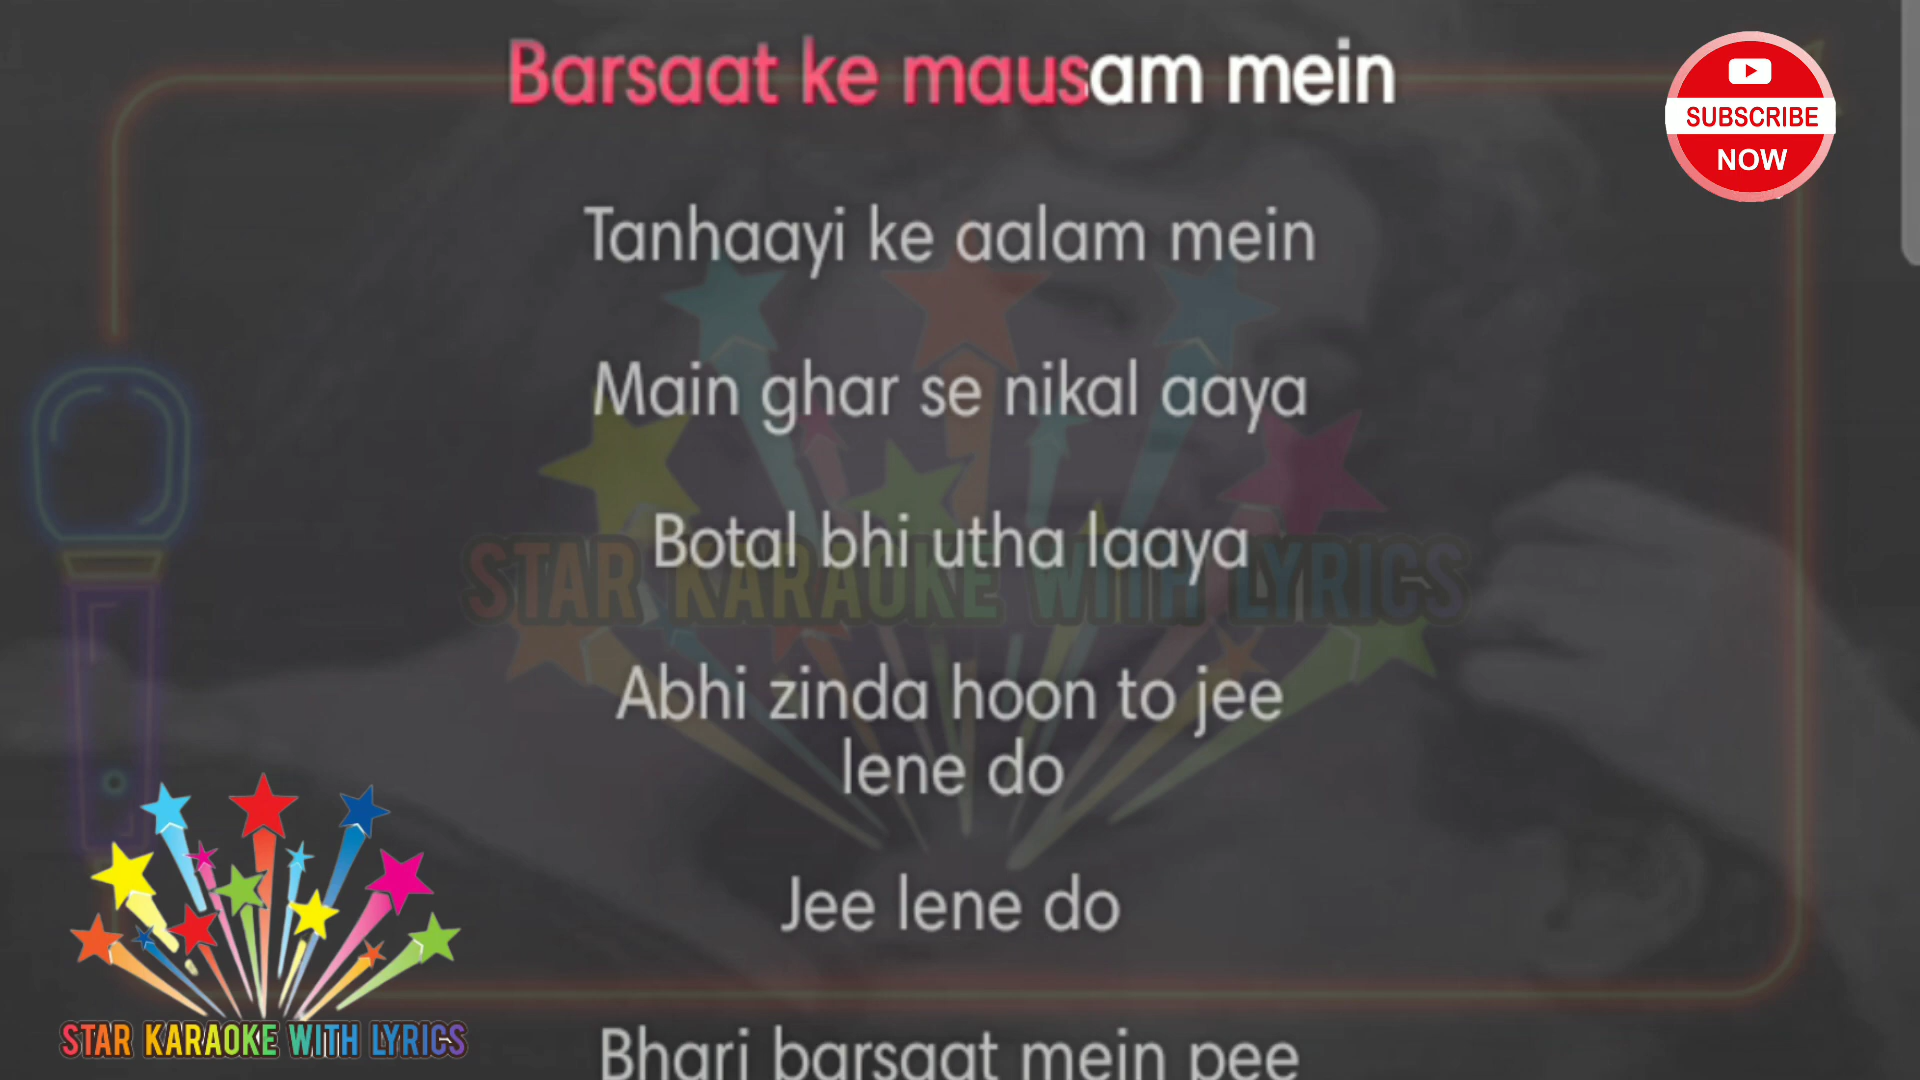 Barsaat ke mausam mein
SUBSCRIBE
NOW
Tanhaayi ke aalam mein
Main ghar se nikal aaya
Botal bhi utha laaya
STAR KARAOKE WITH LYRICS
Abhi zinda hoon to jee
lene do
Jee lene do
STAR KARAOKE WITH LYRICS
Bhari barsaat mein pee